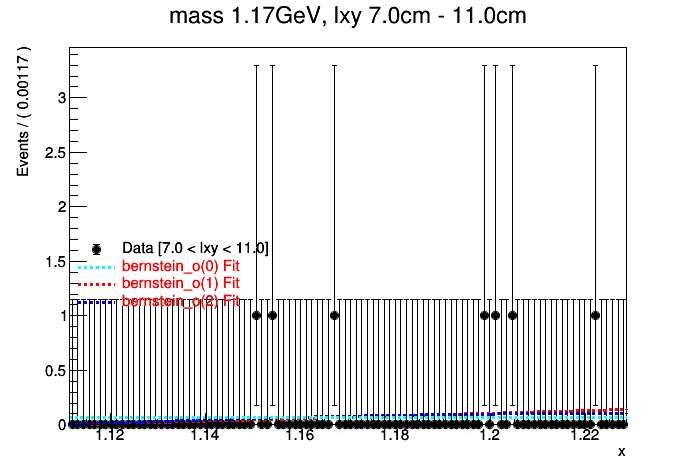 mass 1.17GeV, lxy 7.0cm - 11.0cm
Events / ( 0.00117 )
3
2.5
2
1.5
1
0.5
0
Data [7.0 < lxy < 11.0]
bernstein_o(0) Fit
bernstein_o(1) Fit
bernstein_o(2) Fit
1.12 1.14 1.16 1.18 1.2 1.22
x